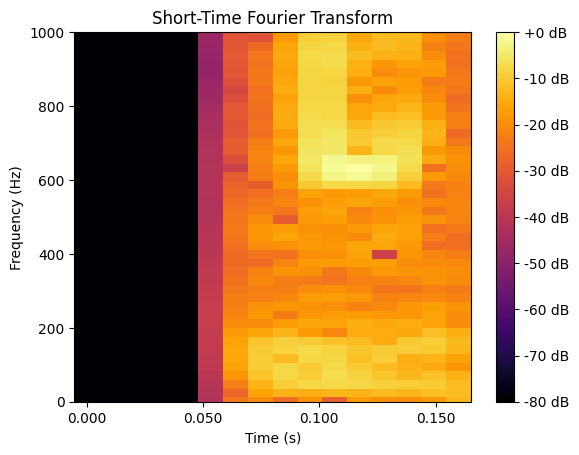 Short-Time Fourier Transform
1000
800
600
400
200
0
Frequency (Hz)
0.000
0.050
0.100
0.150
Time (s)
+0 dB
-10 dB
-20 dB
-30 dB
-40 dB
-50 dB
-60 dB
-70 dB
-80 dB